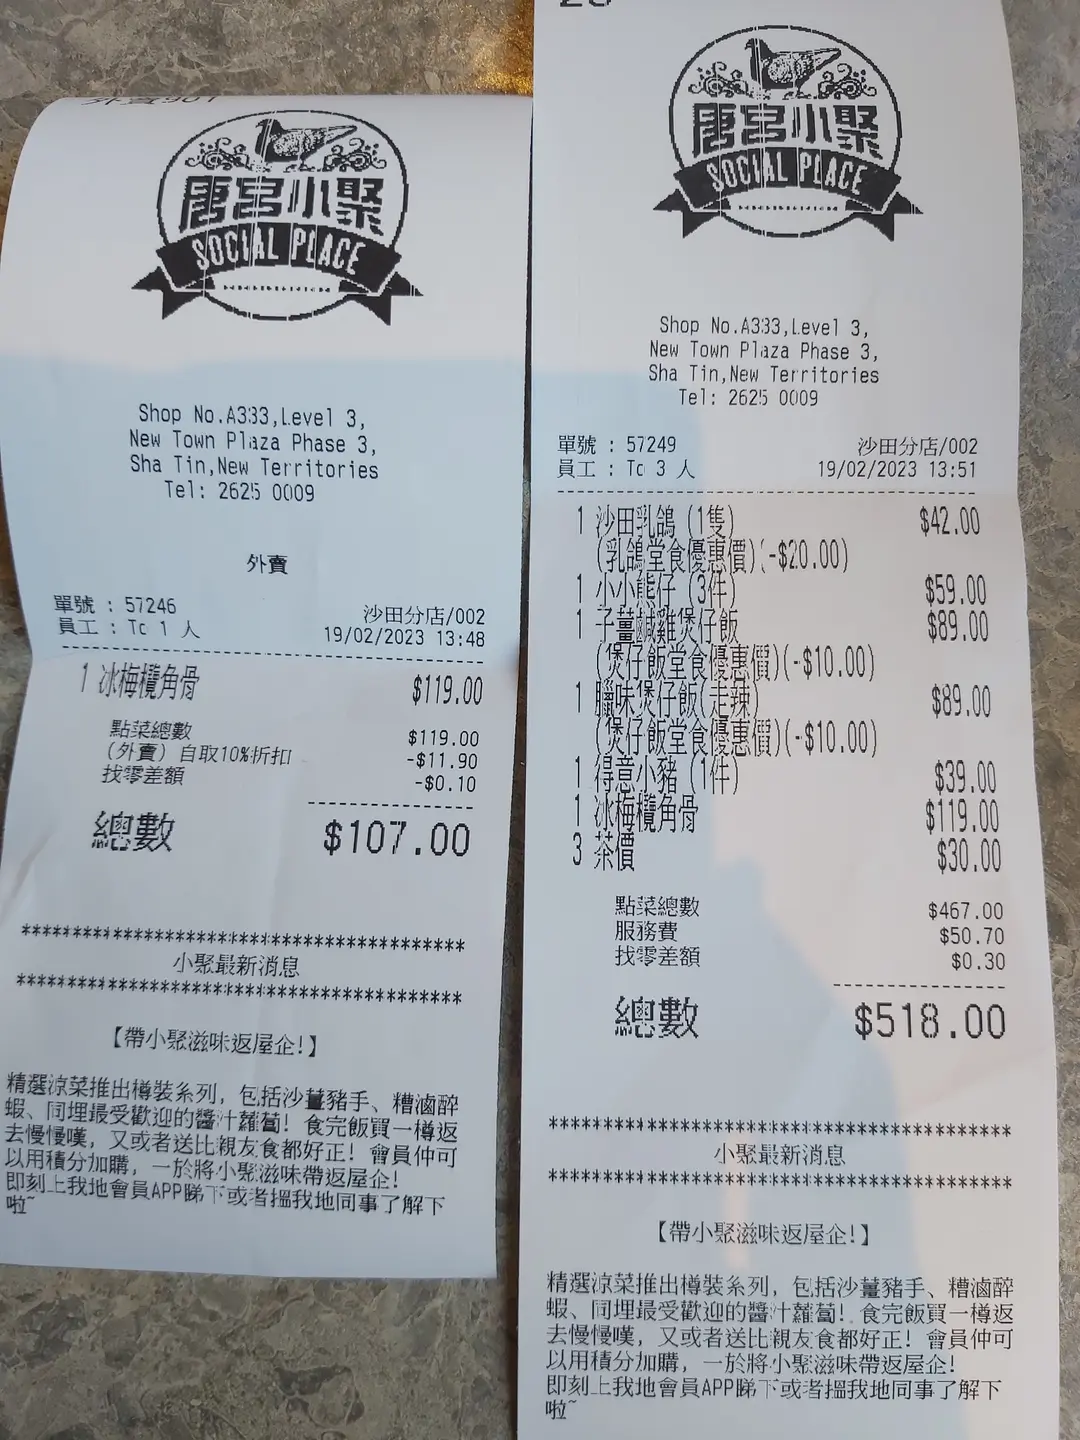 外賣901
唐宮小聚
SOCIAL PLACE
Shop No.A333,Level 3,
New Town Plaza Phase 3,
Sha Tin,New Territories
Tel: 2625 0009
外賣
單號 : 57246 沙田分店/002
員工 : Tc 1 人 19/02/2023 13:48
1 冰梅欖角骨 $119.00
點菜總數 $119.00
(外賣) 自取10%折扣 -$11.90
找零差額 -$0.10
總數 $107.00
******************************************
小聚最新消息
******************************************
【帶小聚滋味返屋企!】
精選涼菜推出樽裝系列, 包括沙薑豬手、糟滷醉
蝦、同埋最受歡迎的醬汁蘿蔔! 食完飯買一樽返
去慢慢嘆, 又或者送比親友食都好正! 會員仲可
以用積分加購, 一於將小聚滋味帶返屋企!
即刻上我地會員APP睇下或者搵我地同事了解下
啦~
唐宮小聚
SOCIAL PLACE
Shop No.A333,Level 3,
New Town Plaza Phase 3,
Sha Tin,New Territories
Tel: 2625 0009
單號 : 57249 沙田分店/002
員工 : Tc 3 人 19/02/2023 13:51
1 沙田乳鴿 (1隻) $42.00
(乳鴿堂食優惠價)(-$20.00)
1 小小熊仔 (3件) $59.00
1 子薑鹹雞煲仔飯 $89.00
(煲仔飯堂食優惠價)(-$10.00)
1 臘味煲仔飯(走辣) $89.00
(煲仔飯堂食優惠價)(-$10.00)
1 得意小豬 (1件) $39.00
1 冰梅欖角骨 $119.00
3 茶價 $30.00
點菜總數 $467.00
服務費 $50.70
找零差額 $0.30
總數 $518.00
******************************************
小聚最新消息
******************************************
【帶小聚滋味返屋企!】
精選涼菜推出樽裝系列, 包括沙薑豬手、糟滷醉
蝦、同埋最受歡迎的醬汁蘿蔔! 食完飯買一樽返
去慢慢嘆, 又或者送比親友食都好正! 會員仲可
以用積分加購, 一於將小聚滋味帶返屋企!
即刻上我地會員APP睇下或者搵我地同事了解下
啦~